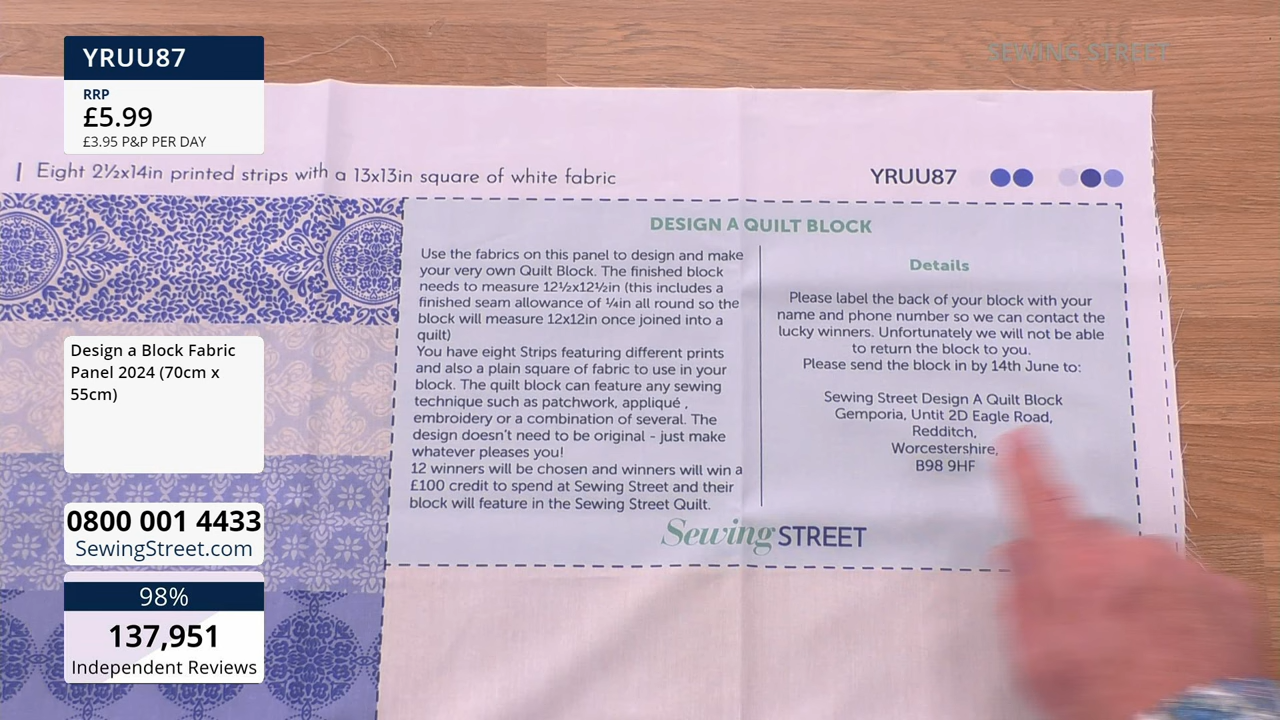 YRUU87
RRP
£5.99
£3.95 P&P PER DAY
SEWING STREET
Eight 2½x14in printed strips with a 13x13in square of white fabric
YRUU87
DESIGN A QUILT BLOCK
Use the fabrics on this panel to design and make
your very own Quilt Block. The finished block
needs to measure 12½x12½in (this includes a
finished seam allowance of ¼in all round so the
block will measure 12x12in once joined into a
quilt)
You have eight Strips featuring different prints
and also a plain square of fabric to use in your
block. The quilt block can feature any sewing
technique such as patchwork, appliqué ,
embroidery or a combination of several. The
design doesn't need to be original - just make
whatever pleases you!
12 winners will be chosen and winners will win a
£100 credit to spend at Sewing Street and their
block will feature in the Sewing Street Quilt.
Details
Please label the back of your block with your
name and phone number so we can contact the
lucky winners. Unfortunately we will not be able
to return the block to you.
Please send the block in by 14th June to:
Sewing Street Design A Quilt Block
Gemporia, Untit 2D Eagle Road,
Redditch,
Worcestershire,
B98 9HF
Sewing STREET
Design a Block Fabric
Panel 2024 (70cm x
55cm)
0800 001 4433
SewingStreet.com
98%
137,951
Independent Reviews